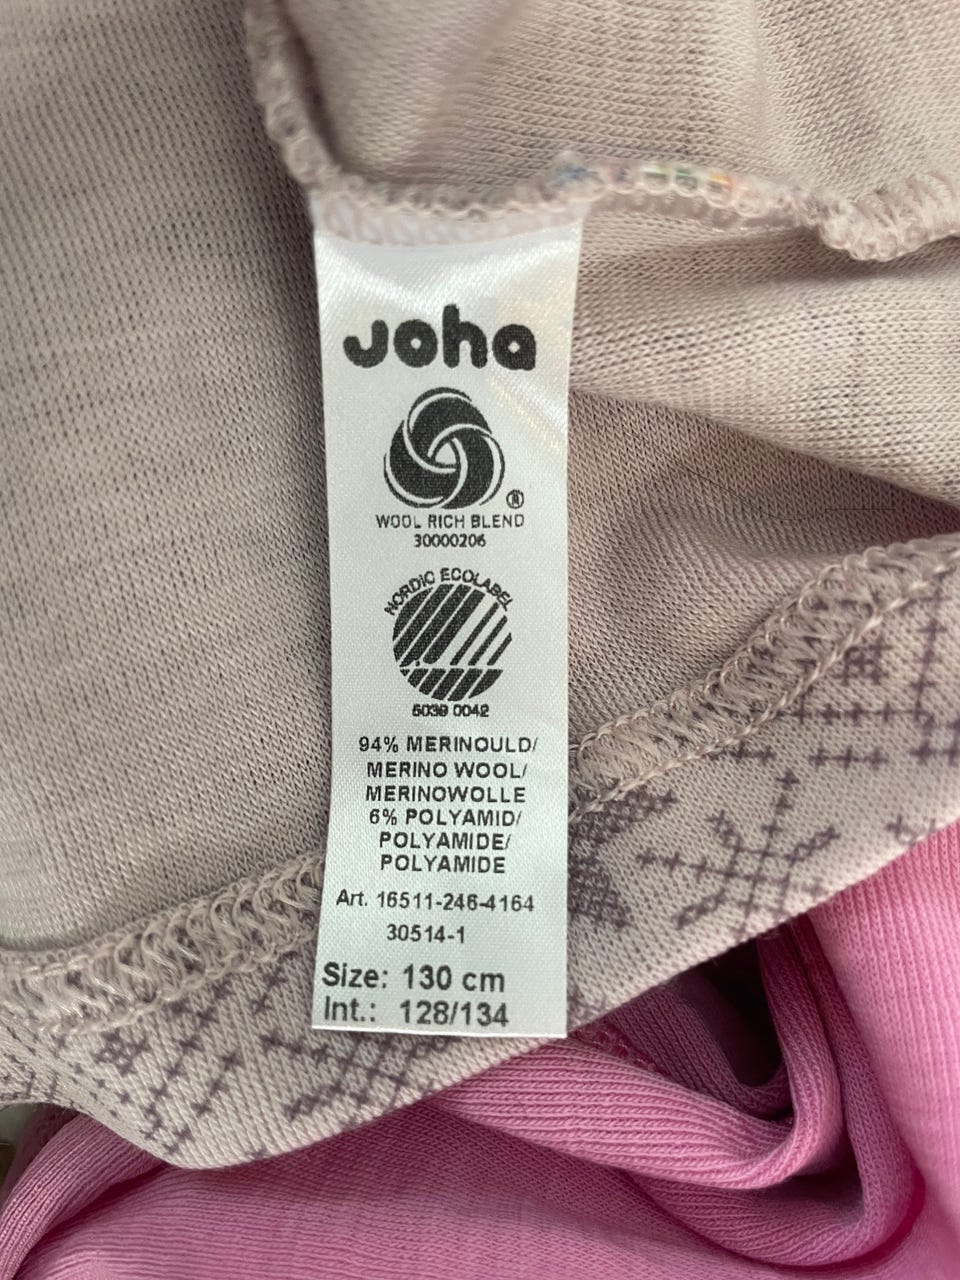 Joha
®
WOOL RICH BLEND
30000206
NORDIC ECOLABEL
5039 0042
94% MERINOULD/
MERINO WOOL/
MERINOWOLLE
6% POLYAMID/
POLYAMIDE/
POLYAMIDE
Art. 16511-246-4164
30514-1
Size: 130 cm
Int.: 128/134